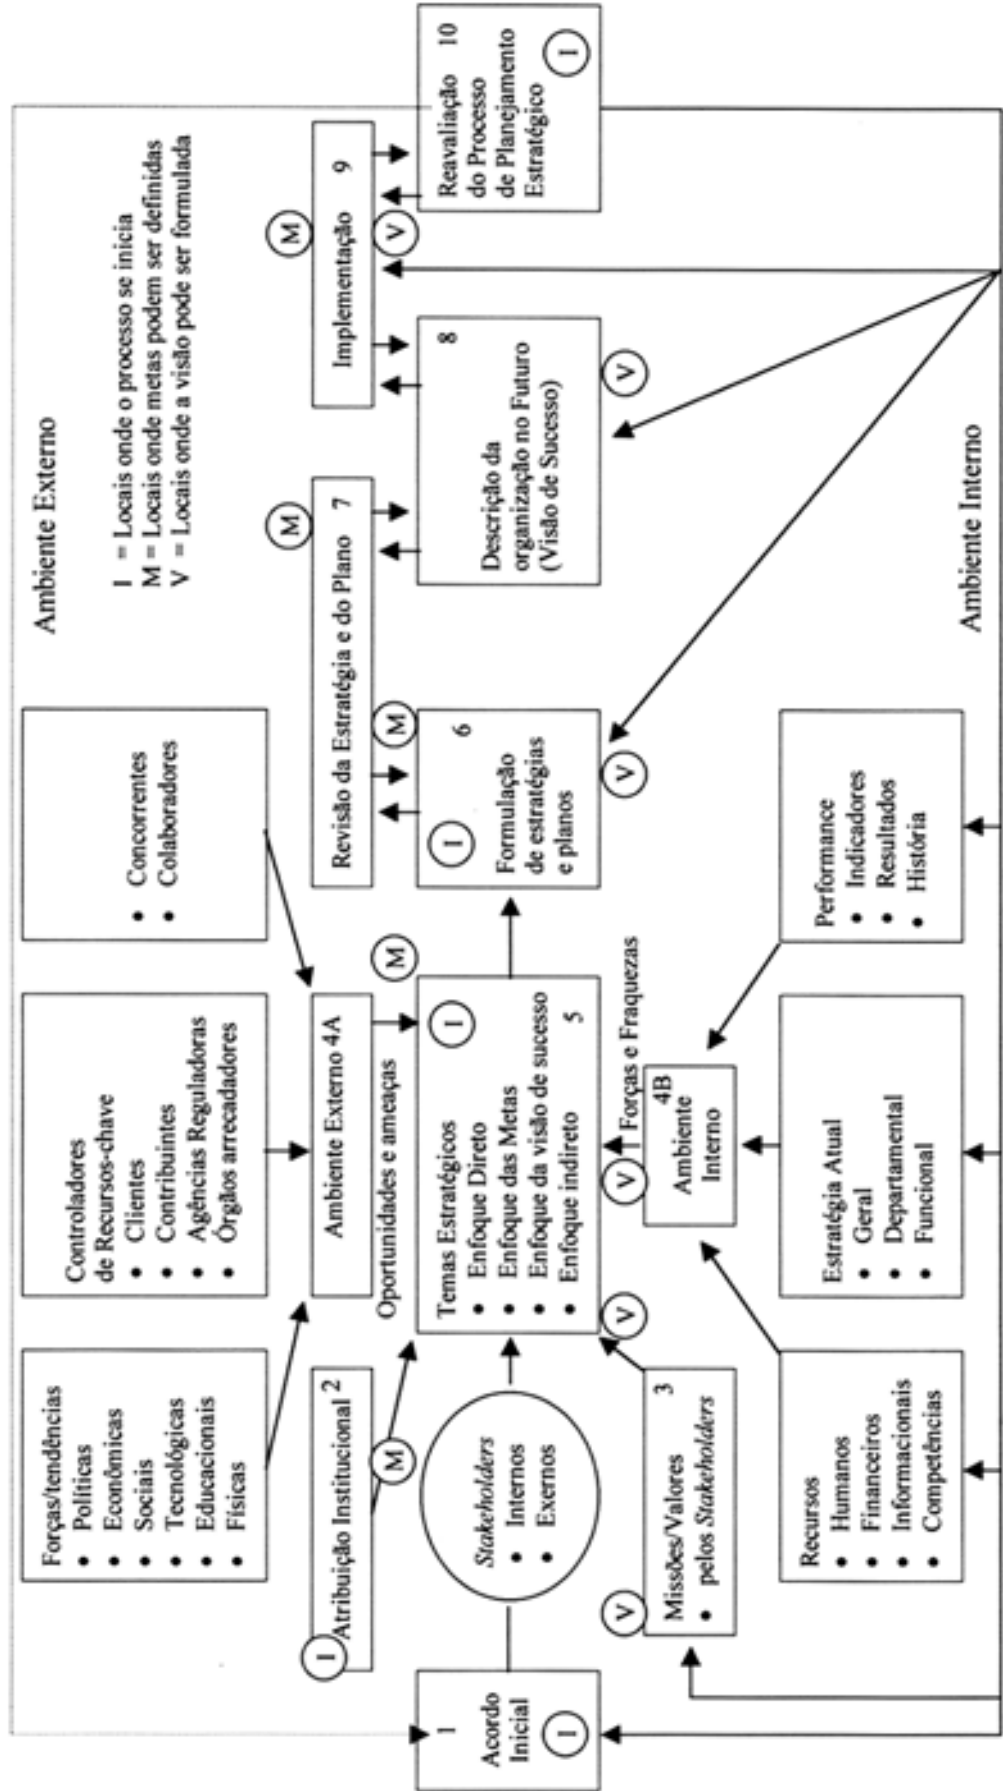 Ambiente Externo
I = Locais onde o processo se inicia
M = Locais onde metas podem ser definidas
V = Locais onde a visão pode ser formulada
Forças/tendências
• Políticas
• Econômicas
• Sociais
• Tecnológicas
• Educacionais
• Físicas
Controladores
de Recursos-chave
• Clientes
• Contribuintes
• Agências Reguladoras
• Órgãos arrecadadores
• Concorrentes
• Colaboradores
I
Atribuição Institucional 2
M
Ambiente Externo 4A
Oportunidades e ameaças
M
Revisão da Estratégia e do Plano 7
M
M
Implementação 9
M
V
1
Acordo
Inicial
I
Stakeholders
• Internos
• Exernos
I
Temas Estratégicos
• Enfoque Direto
• Enfoque das Metas
• Enfoque da visão de sucesso
• Enfoque indireto 5
V
V
Forças e Fraquezas
I
6
Formulação
de estratégias
e planos
V
8
Descrição da
organização no Futuro
(Visão de Sucesso)
V
Reavaliação 10
do Processo
de Planejamento
Estratégico
I
V
3
Missões/Valores
• pelos Stakeholders
4B
Ambiente
Interno
Recursos
• Humanos
• Financeiros
• Informacionais
• Competências
Estratégia Atual
• Geral
• Departamental
• Funcional
Performance
• Indicadores
• Resultados
• História
Ambiente Interno